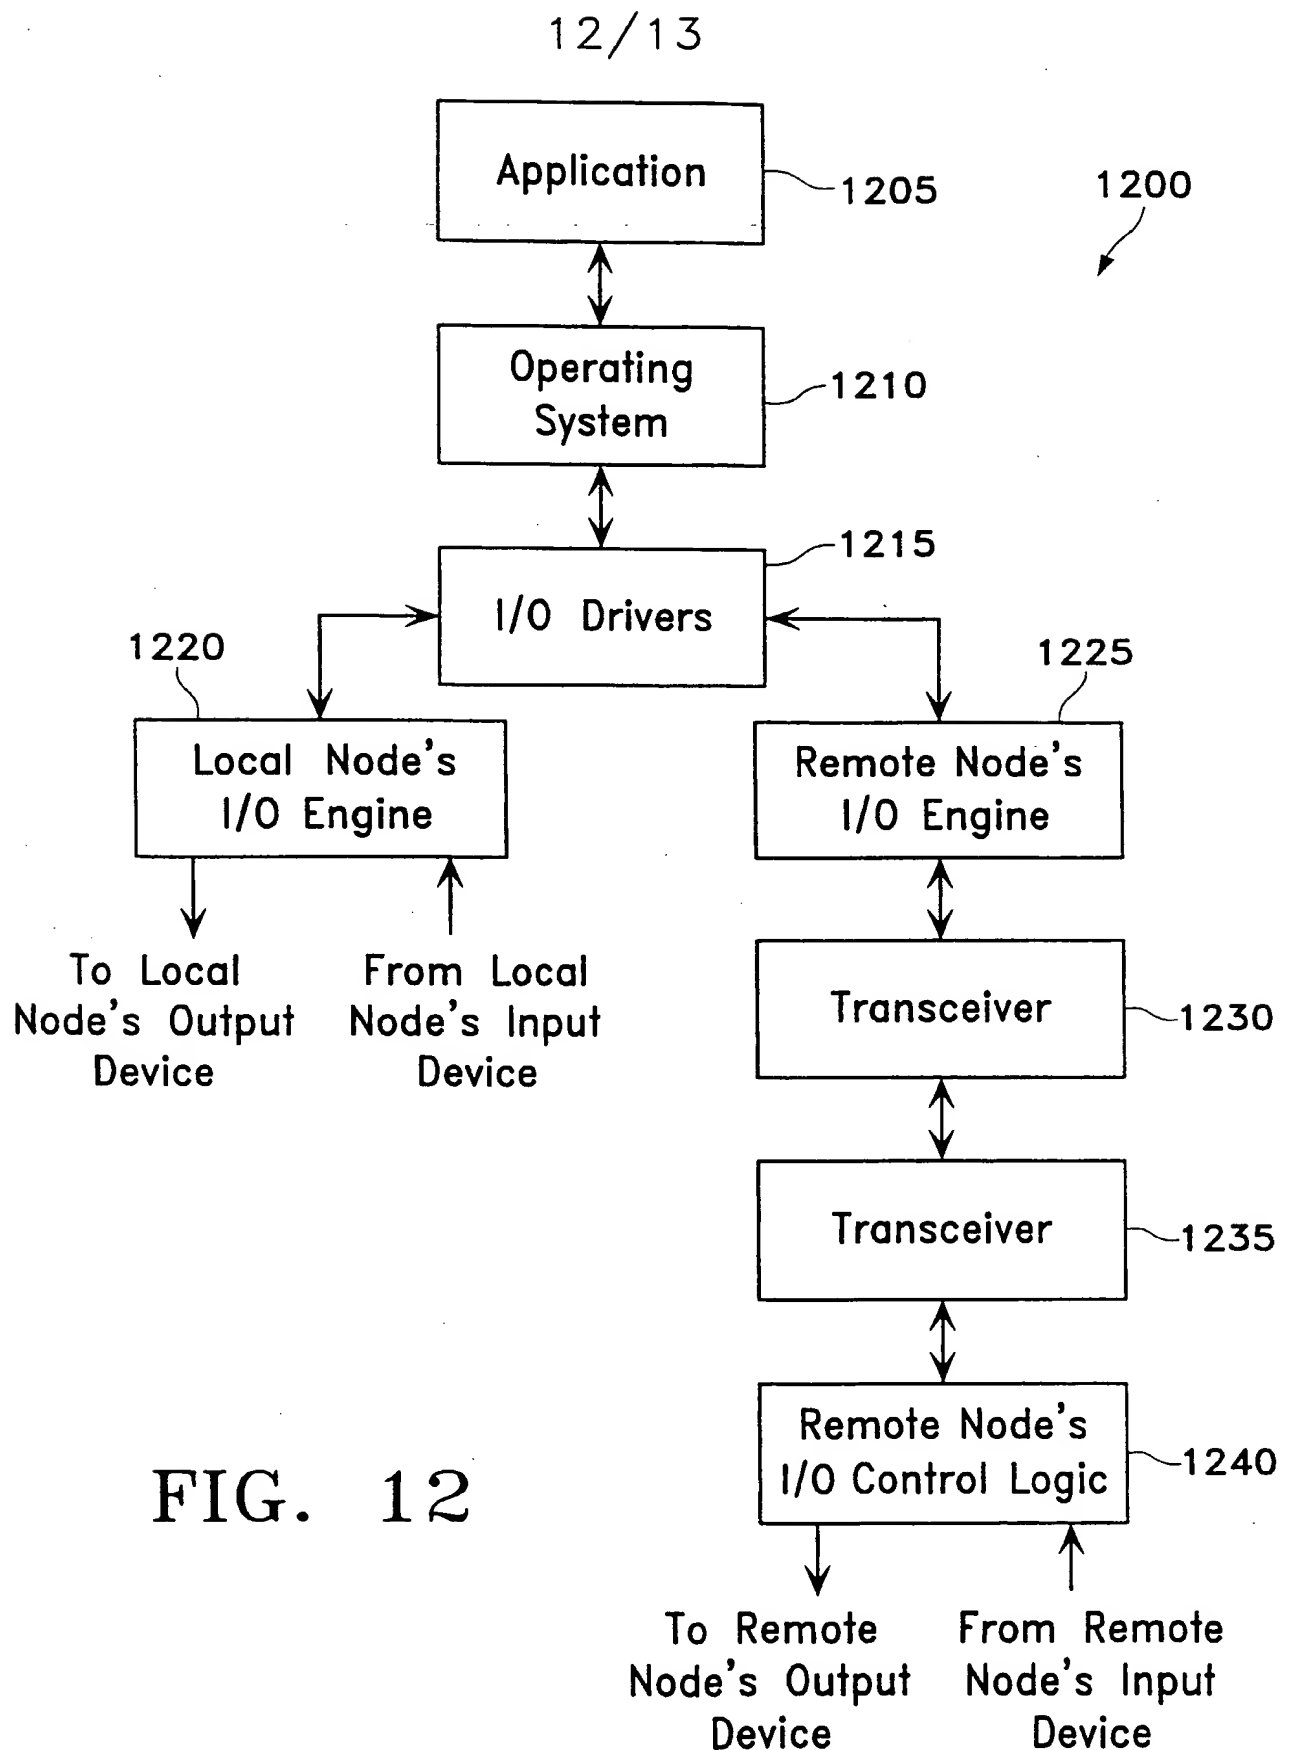 12/13
Application
1205
1200
Operating
System
1210
1215
I/O Drivers
1220
1225
Local Node's
I/O Engine
Remote Node's
I/O Engine
To Local
Node's Output
Device
From Local
Node's Input
Device
Transceiver
1230
Transceiver
1235
Remote Node's
I/O Control Logic
1240
FIG. 12
To Remote
Node's Output
Device
From Remote
Node's Input
Device